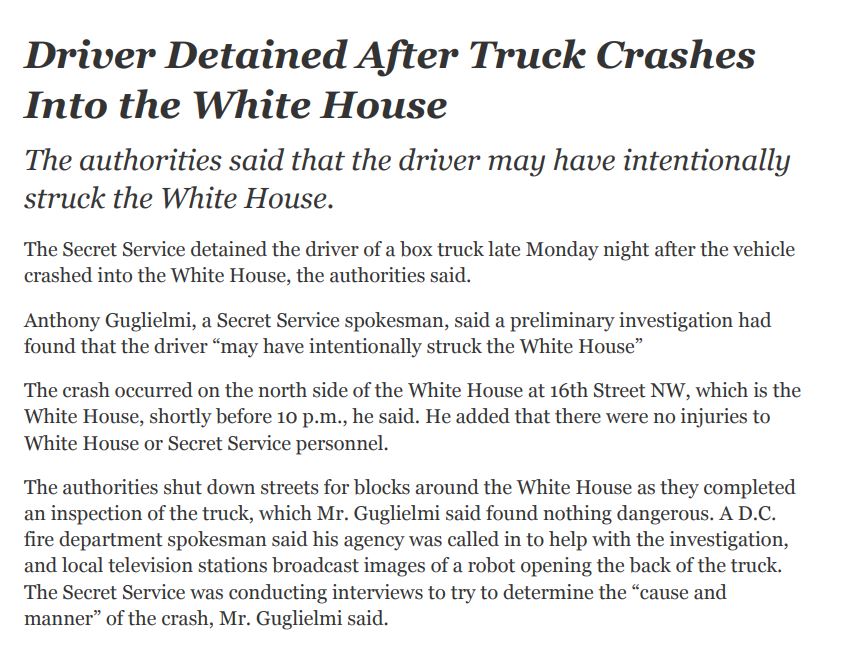 Driver Detained After Truck Crashes
Into the White House
The authorities said that the driver may have intentionally
struck the White House.
The Secret Service detained the driver of a box truck late Monday night after the vehicle
crashed into the White House, the authorities said.
Anthony Guglielmi, a Secret Service spokesman, said a preliminary investigation had
found that the driver “may have intentionally struck the White House”
The crash occurred on the north side of the White House at 16th Street NW, which is the
White House, shortly before 10 p.m., he said. He added that there were no injuries to
White House or Secret Service personnel.
The authorities shut down streets for blocks around the White House as they completed
an inspection of the truck, which Mr. Guglielmi said found nothing dangerous. A D.C.
fire department spokesman said his agency was called in to help with the investigation,
and local television stations broadcast images of a robot opening the back of the truck.
The Secret Service was conducting interviews to try to determine the “cause and
manner” of the crash, Mr. Guglielmi said.